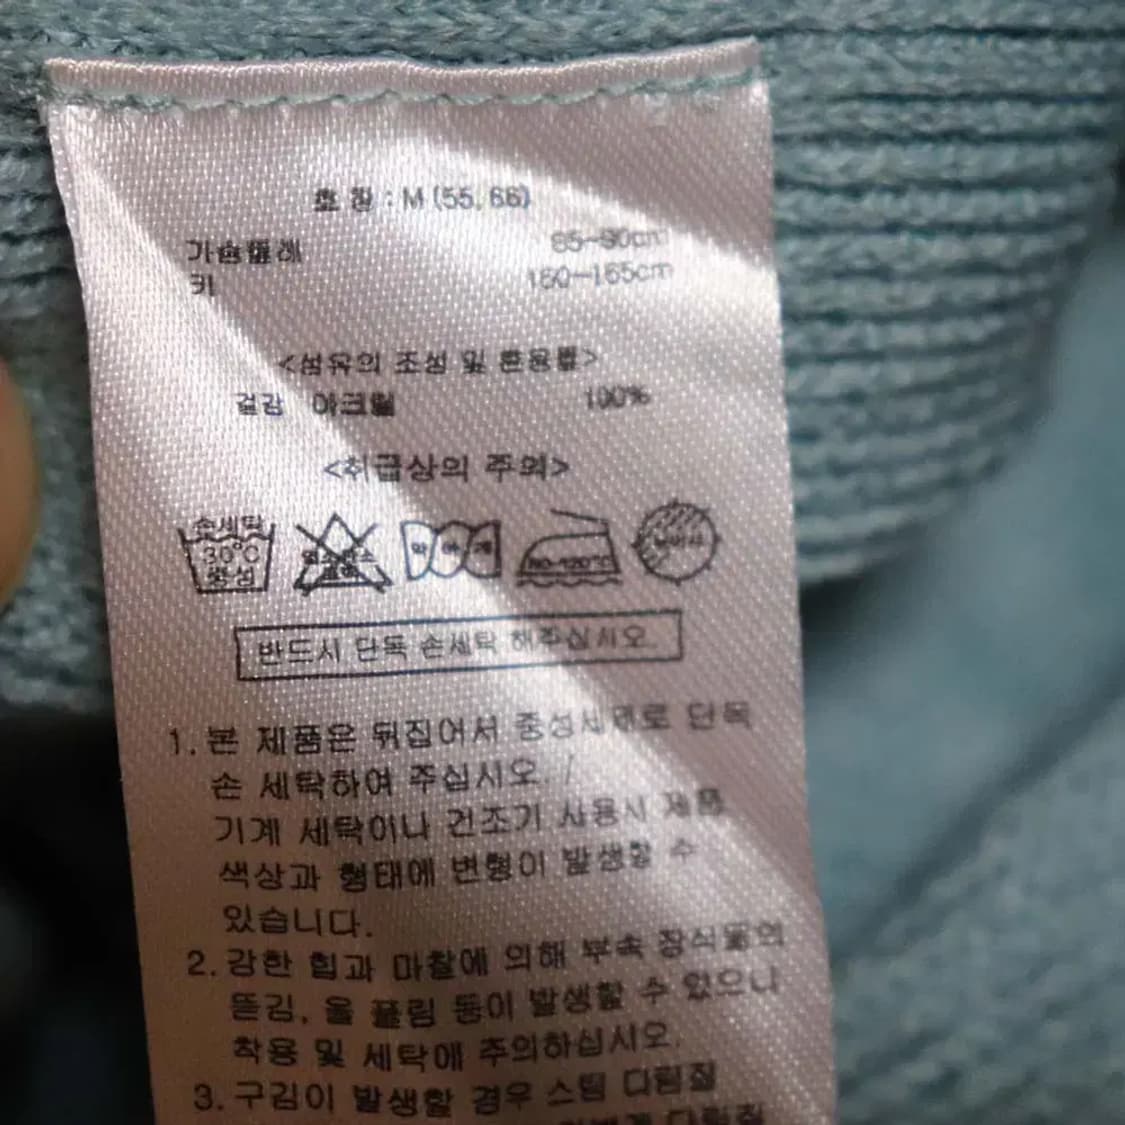 호칭 : M (55, 66)
가슴둘레 85-90cm
키 160-165cm
<섬유의 조성 및 혼용률>
겉감 아크릴 100%
<취급상의 주의>
손세탁
30°C
중성
약하게
반드시 단독 손세탁 해주십시오.
1. 본 제품은 뒤집어서 중성세제로 단독
손 세탁하여 주십시오. /
기계 세탁이나 건조기 사용시 제품
색상과 형태에 변형이 발생할 수
있습니다.
2. 강한 힘과 마찰에 의해 부속 장식물의
뜯김, 올 풀림 등이 발생할 수 있으니
착용 및 세탁에 주의하십시오.
3. 구김이 발생할 경우 스팀 다림질
다림질